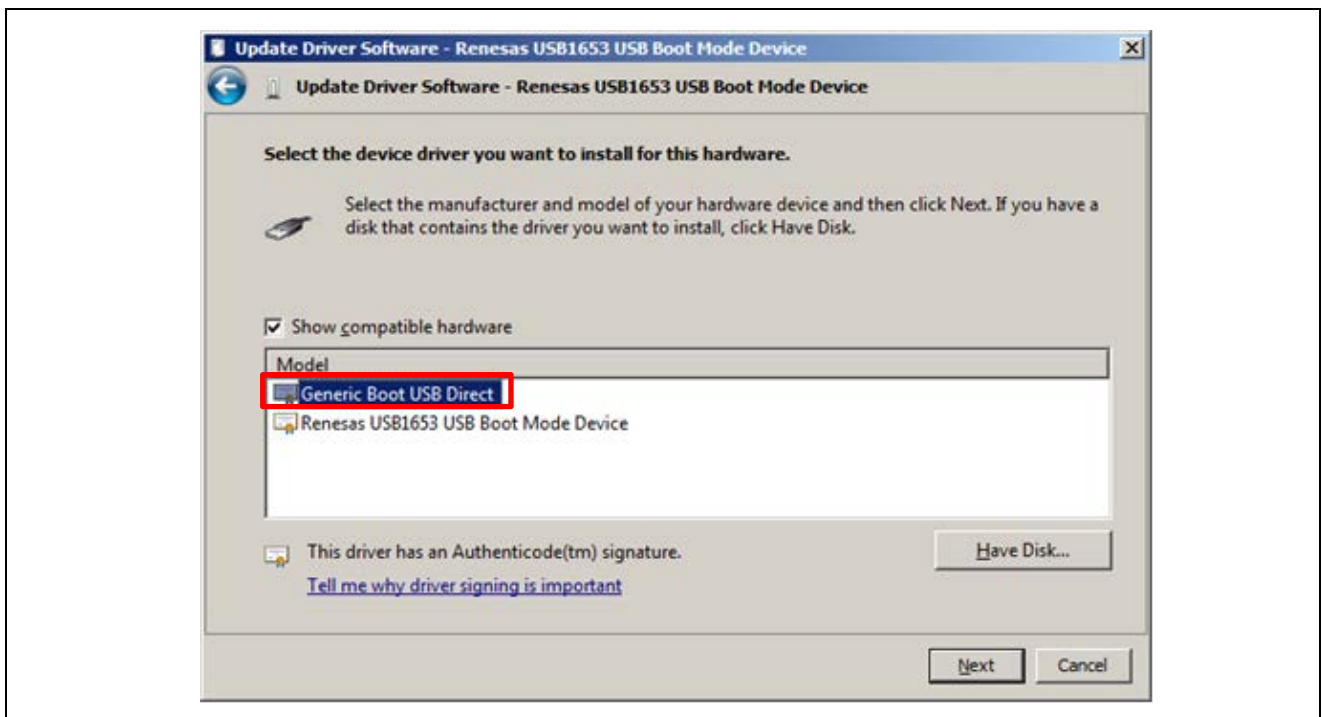 Update Driver Software - Renesas USB1653 USB Boot Mode Device
Update Driver Software - Renesas USB1653 USB Boot Mode Device
Select the device driver you want to install for this hardware.
Select the manufacturer and model of your hardware device and then click Next. If you have a
disk that contains the driver you want to install, click Have Disk.
Show compatible hardware
Model
Generic Boot USB Direct
Renesas USB1653 USB Boot Mode Device
This driver has an Authenticode(tm) signature.
Have Disk...
Tell me why driver signing is important
Next
Cancel